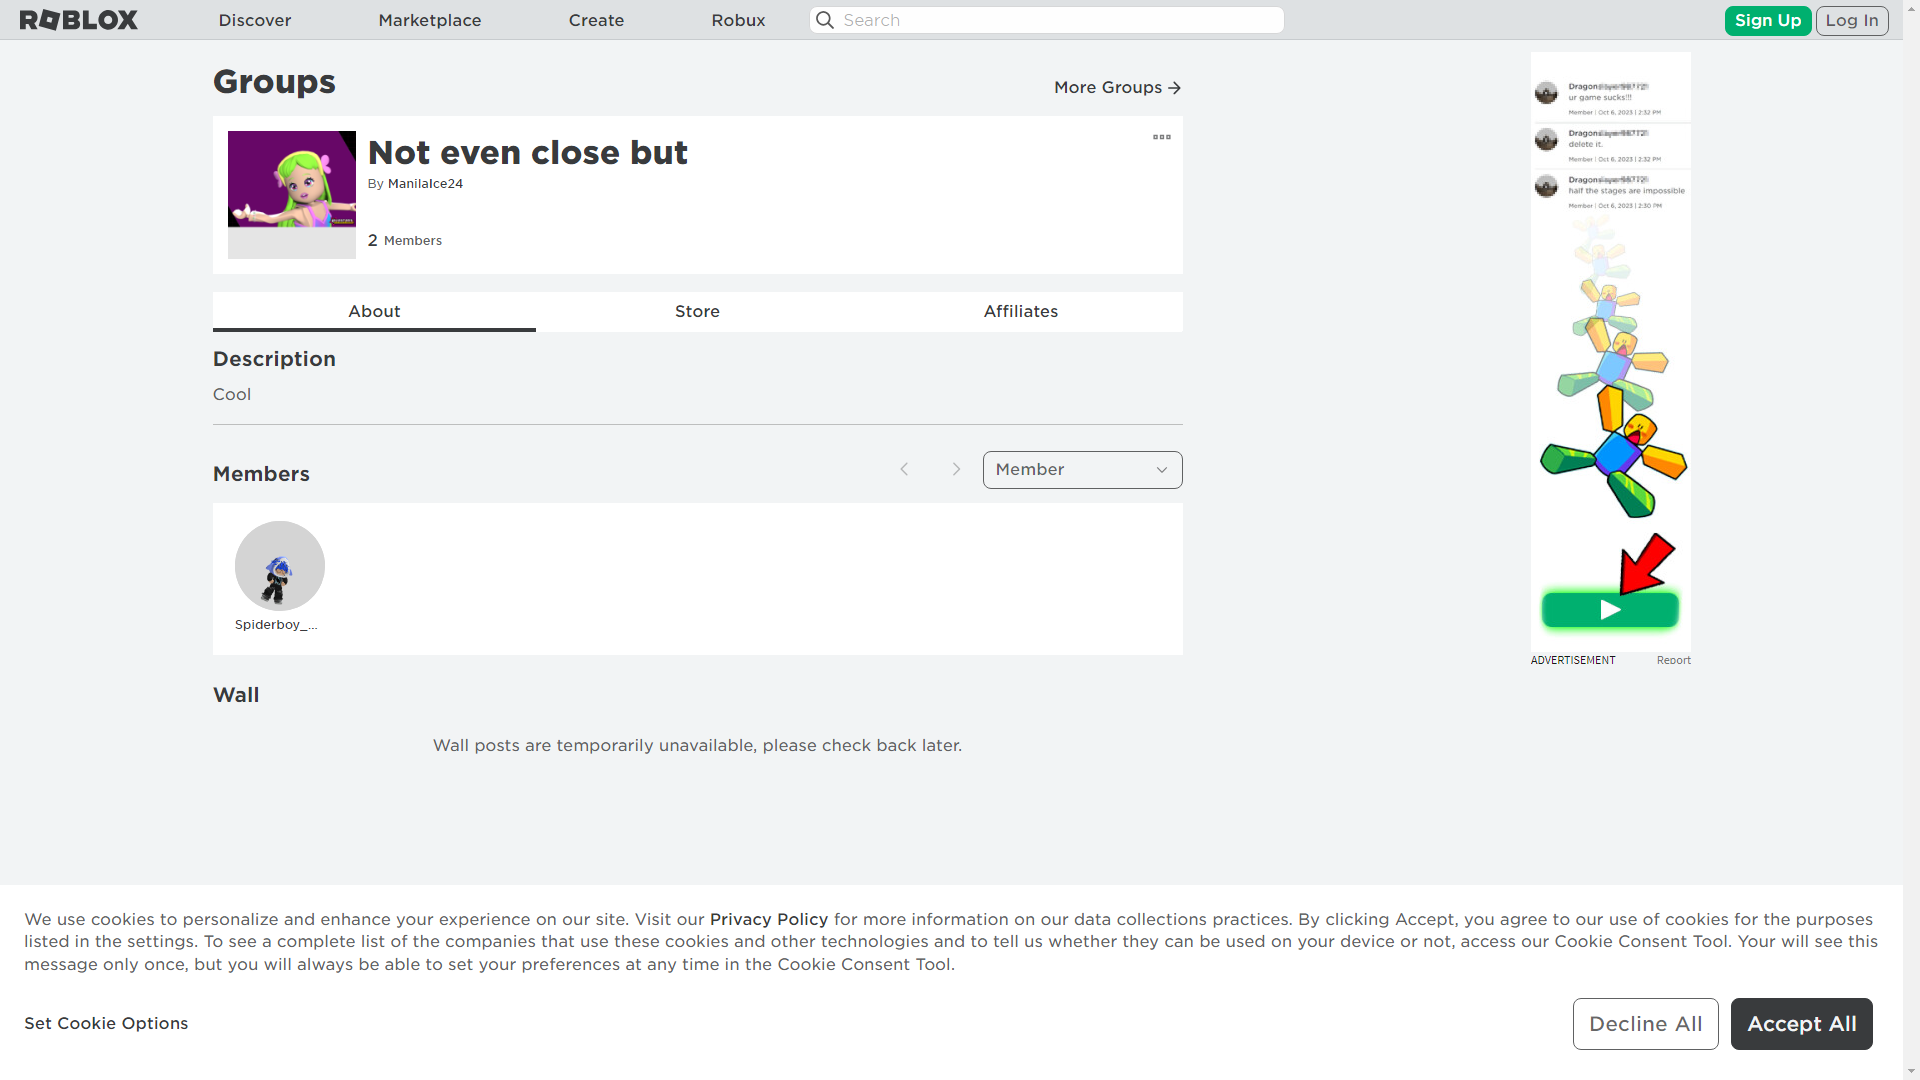 ROBLOX
Discover
Marketplace
Create
Robux
Search
Sign Up
Log In
Groups
More Groups
Not even close but
By ManilaIce24
2 Members
About
Store
Affiliates
Description
Cool
Members
Member
Spiderboy_...
Wall
Wall posts are temporarily unavailable, please check back later.
ur game sucks!!!
Member | Oct 6, 2023 | 2:32 PM
delete it.
Member | Oct 6, 2023 | 2:32 PM
half the stages are impossible
Member | Oct 6, 2023 | 2:30 PM
ADVERTISEMENT
Report
We use cookies to personalize and enhance your experience on our site. Visit our Privacy Policy for more information on our data collections practices. By clicking Accept, you agree to our use of cookies for the purposes
listed in the settings. To see a complete list of the companies that use these cookies and other technologies and to tell us whether they can be used on your device or not, access our Cookie Consent Tool. Your will see this
message only once, but you will always be able to set your preferences at any time in the Cookie Consent Tool.
Set Cookie Options
Decline All
Accept All